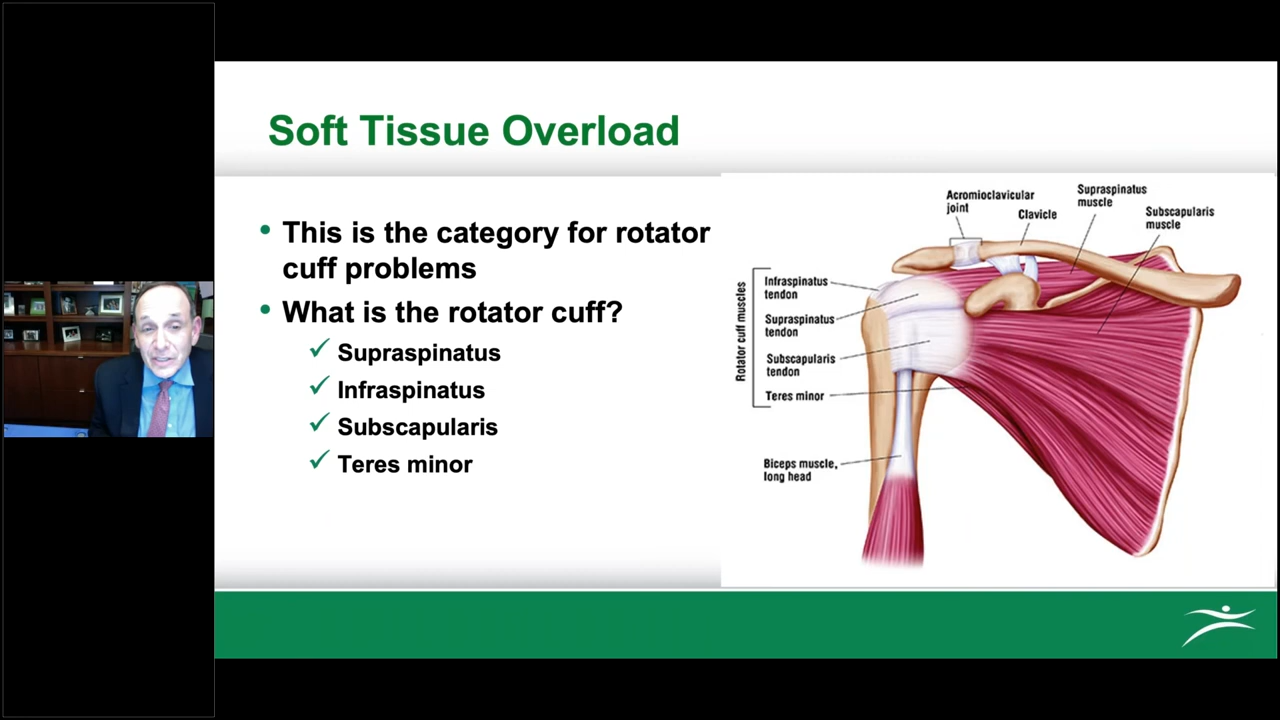 Soft Tissue Overload
• This is the category for rotator
cuff problems
• What is the rotator cuff?
✓ Supraspinatus
✓ Infraspinatus
✓ Subscapularis
✓ Teres minor
Acromioclavicular
joint
Clavicle
Supraspinatus
muscle
Subscapularis
muscle
Rotator cuff muscles
Infraspinatus
tendon
Supraspinatus
tendon
Subscapularis
tendon
Teres minor
Biceps muscle,
long head